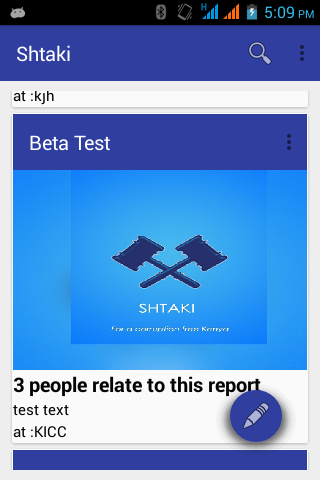 H
5:09 PM
Shtaki
at :kjh
Beta Test
SHTAKI
For a corruption free Kenya
3 people relate to this report
test text
at :KICC